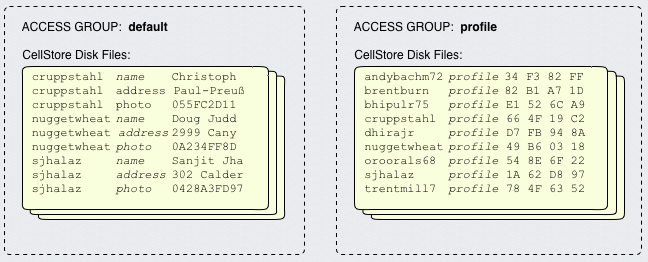 ACCESS GROUP: default
CellStore Disk Files:
cruppstahl name Christoph
cruppstahl address Paul-Preuß
cruppstahl photo 055FC2D11
nuggetwheat name Doug Judd
nuggetwheat address 2999 Cany
nuggetwheat photo 0A234FF8D
sjhalaz name Sanjit Jha
sjhalaz address 302 Calder
sjhalaz photo 0428A3FD97
ACCESS GROUP: profile
CellStore Disk Files:
andybachm72 profile 34 F3 82 FF
brentburn profile 82 B1 A7 1D
bhipulr75 profile E1 52 6C A9
cruppstahl profile 66 4F 19 C2
dhirajr profile D7 FB 94 8A
nuggetwheat profile 49 B6 03 18
oroorals68 profile 54 8E 6F 22
sjhalaz profile 1A 62 D8 97
trentmill7 profile 78 4F 63 52